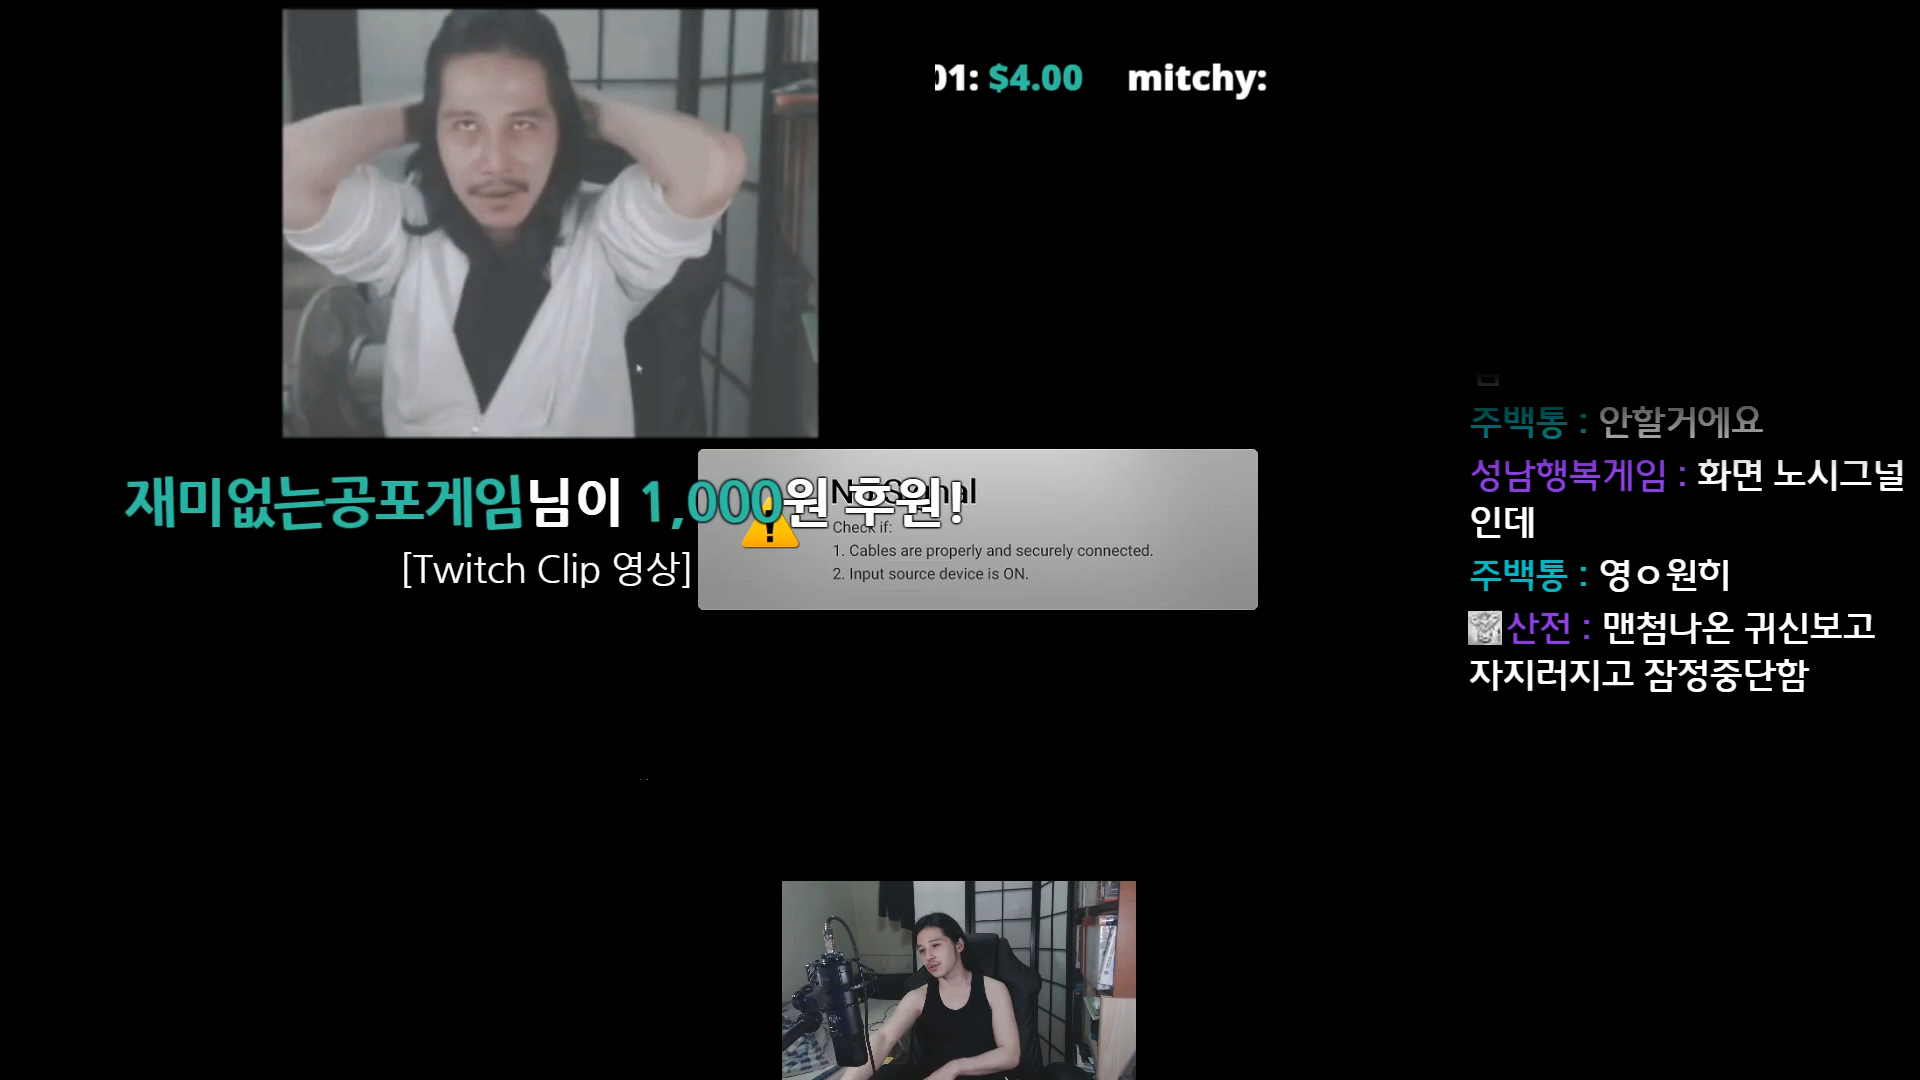 01: $4.00 mitchy:
재미없는공포게임님이 1,000원 후원!
[Twitch Clip 영상]
No Signal
Check if:
1. Cables are properly and securely connected.
2. Input source device is ON.
주백통 : 안할거에요
성남행복게임 : 화면 노시그널
인데
주백통 : 영ㅇ원히
산전 : 맨첨나온 귀신보고
자지러지고 잠정중단함